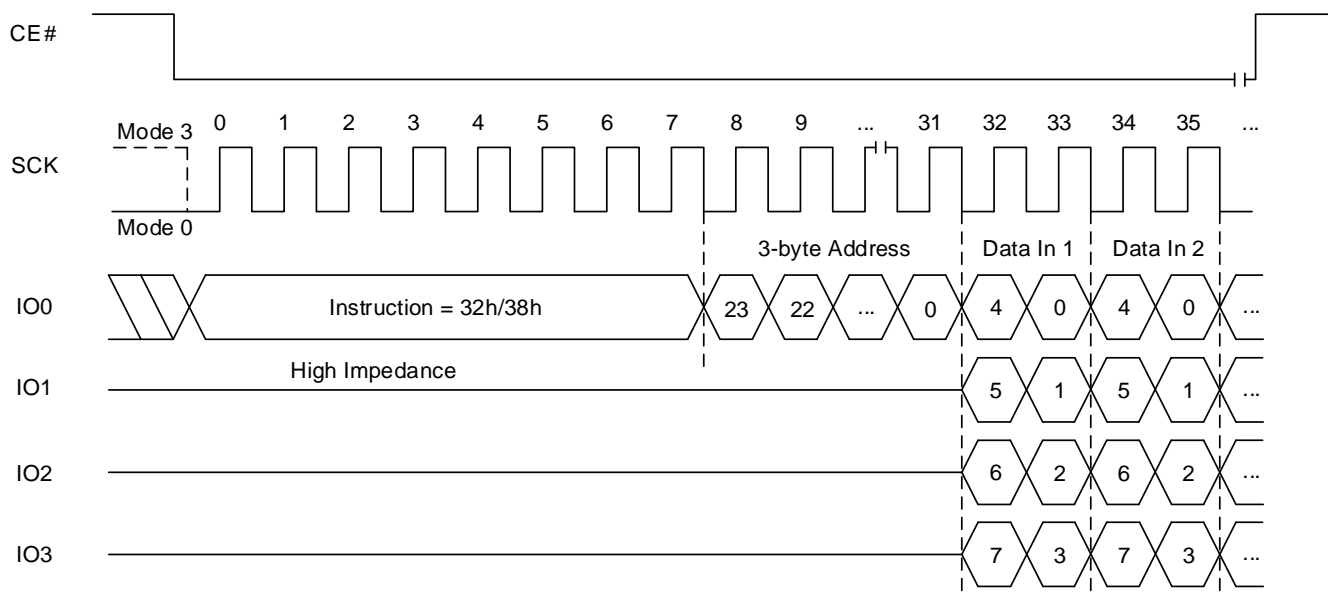 CE#
Mode 3 0 1 2 3 4 5 6 7 8 9 ... 31 32 33 34 35 ...
SCK
Mode 0
3-byte Address Data In 1 Data In 2
IO0 Instruction = 32h/38h 23 22 ... 0 4 0 4 0 ...
High Impedance
IO1 5 1 5 1 ...
IO2 6 2 6 2 ...
IO3 7 3 7 3 ...